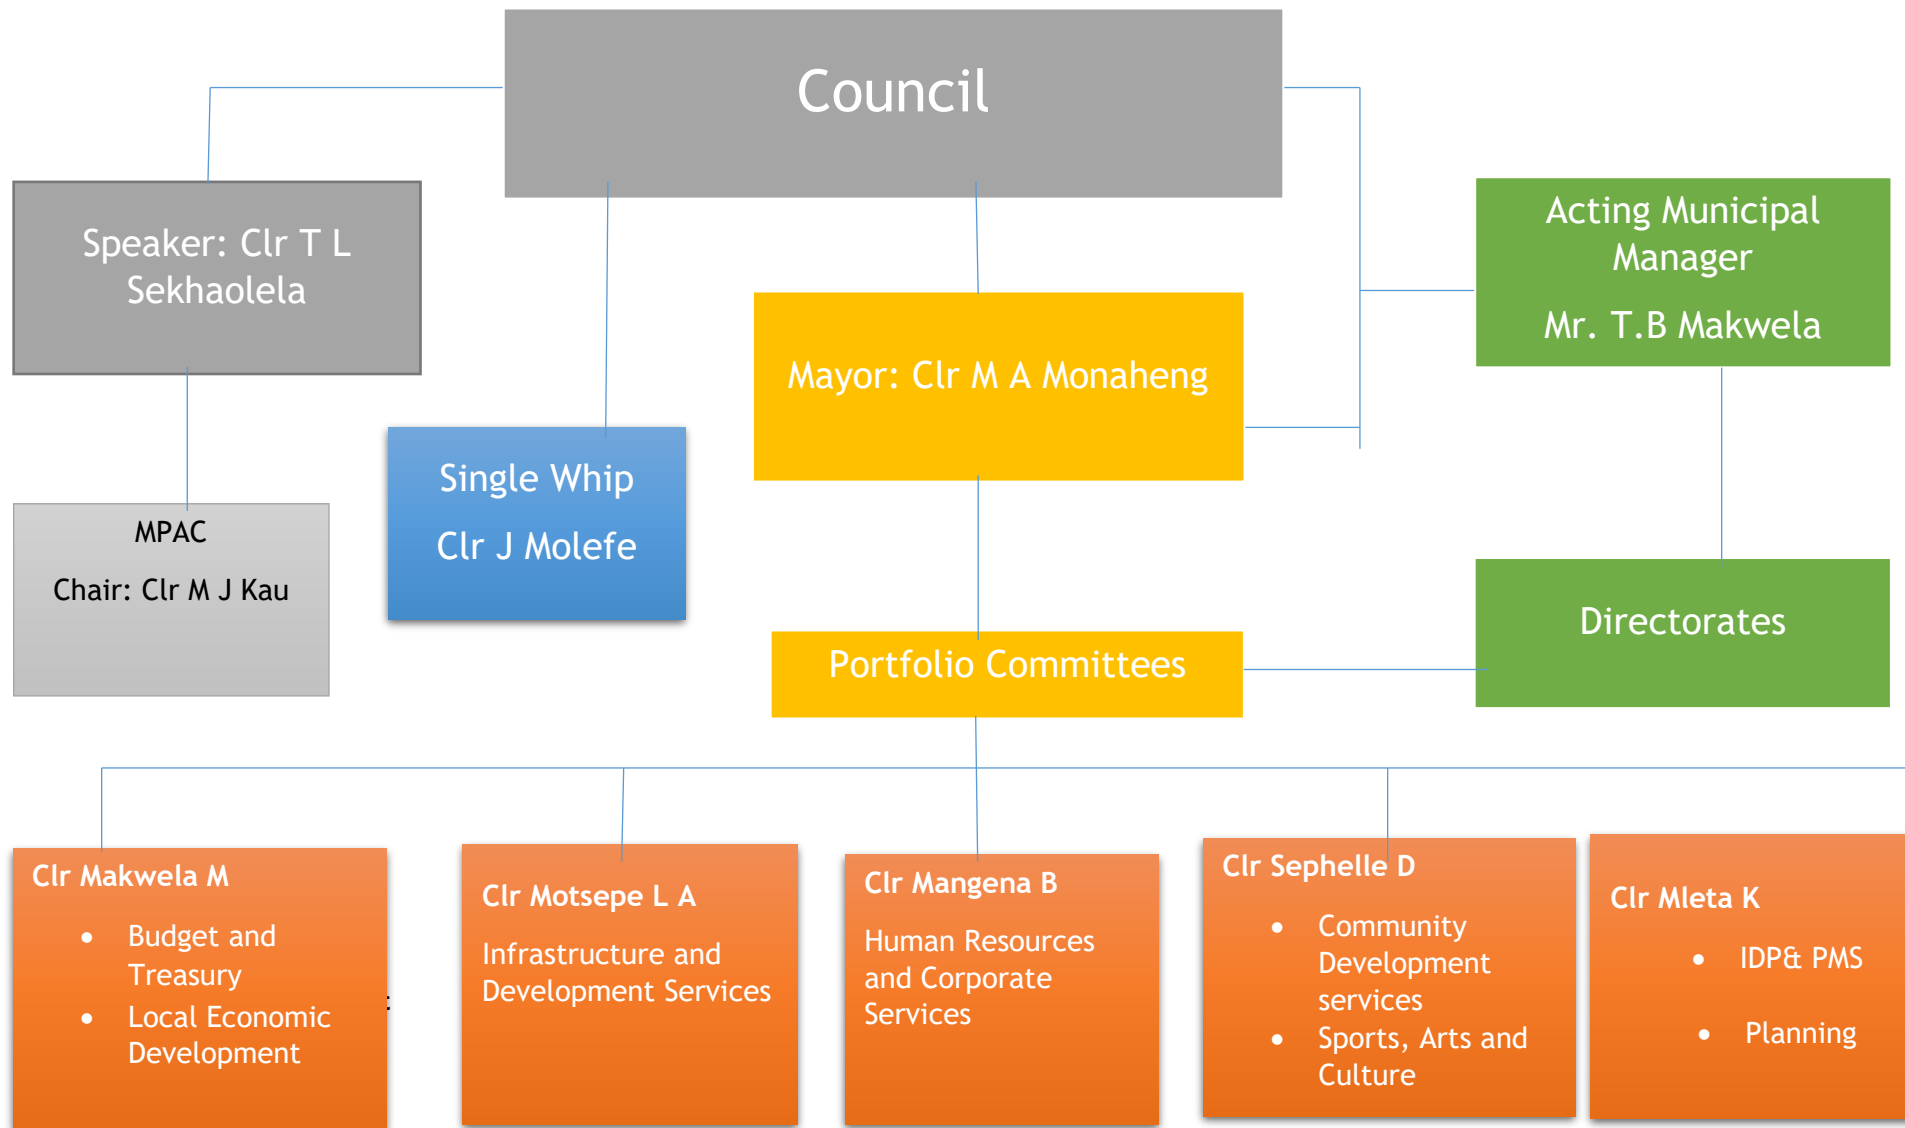 Council
Speaker: Clr T L
Sekhaolela
Acting Municipal
Manager
Mr. T.B Makwela
Mayor: Clr M A Monaheng
Single Whip
Clr J Molefe
MPAC
Chair: Clr M J Kau
Directorates
Portfolio Committees
Clr Makwela M
• Budget and
Treasury
• Local Economic
Development
Clr Motsepe L A
Infrastructure and
Development Services
Clr Mangena B
Human Resources
and Corporate
Services
Clr Sephelle D
• Community
Development
services
• Sports, Arts and
Culture
Clr Mleta K
• IDP& PMS
• Planning